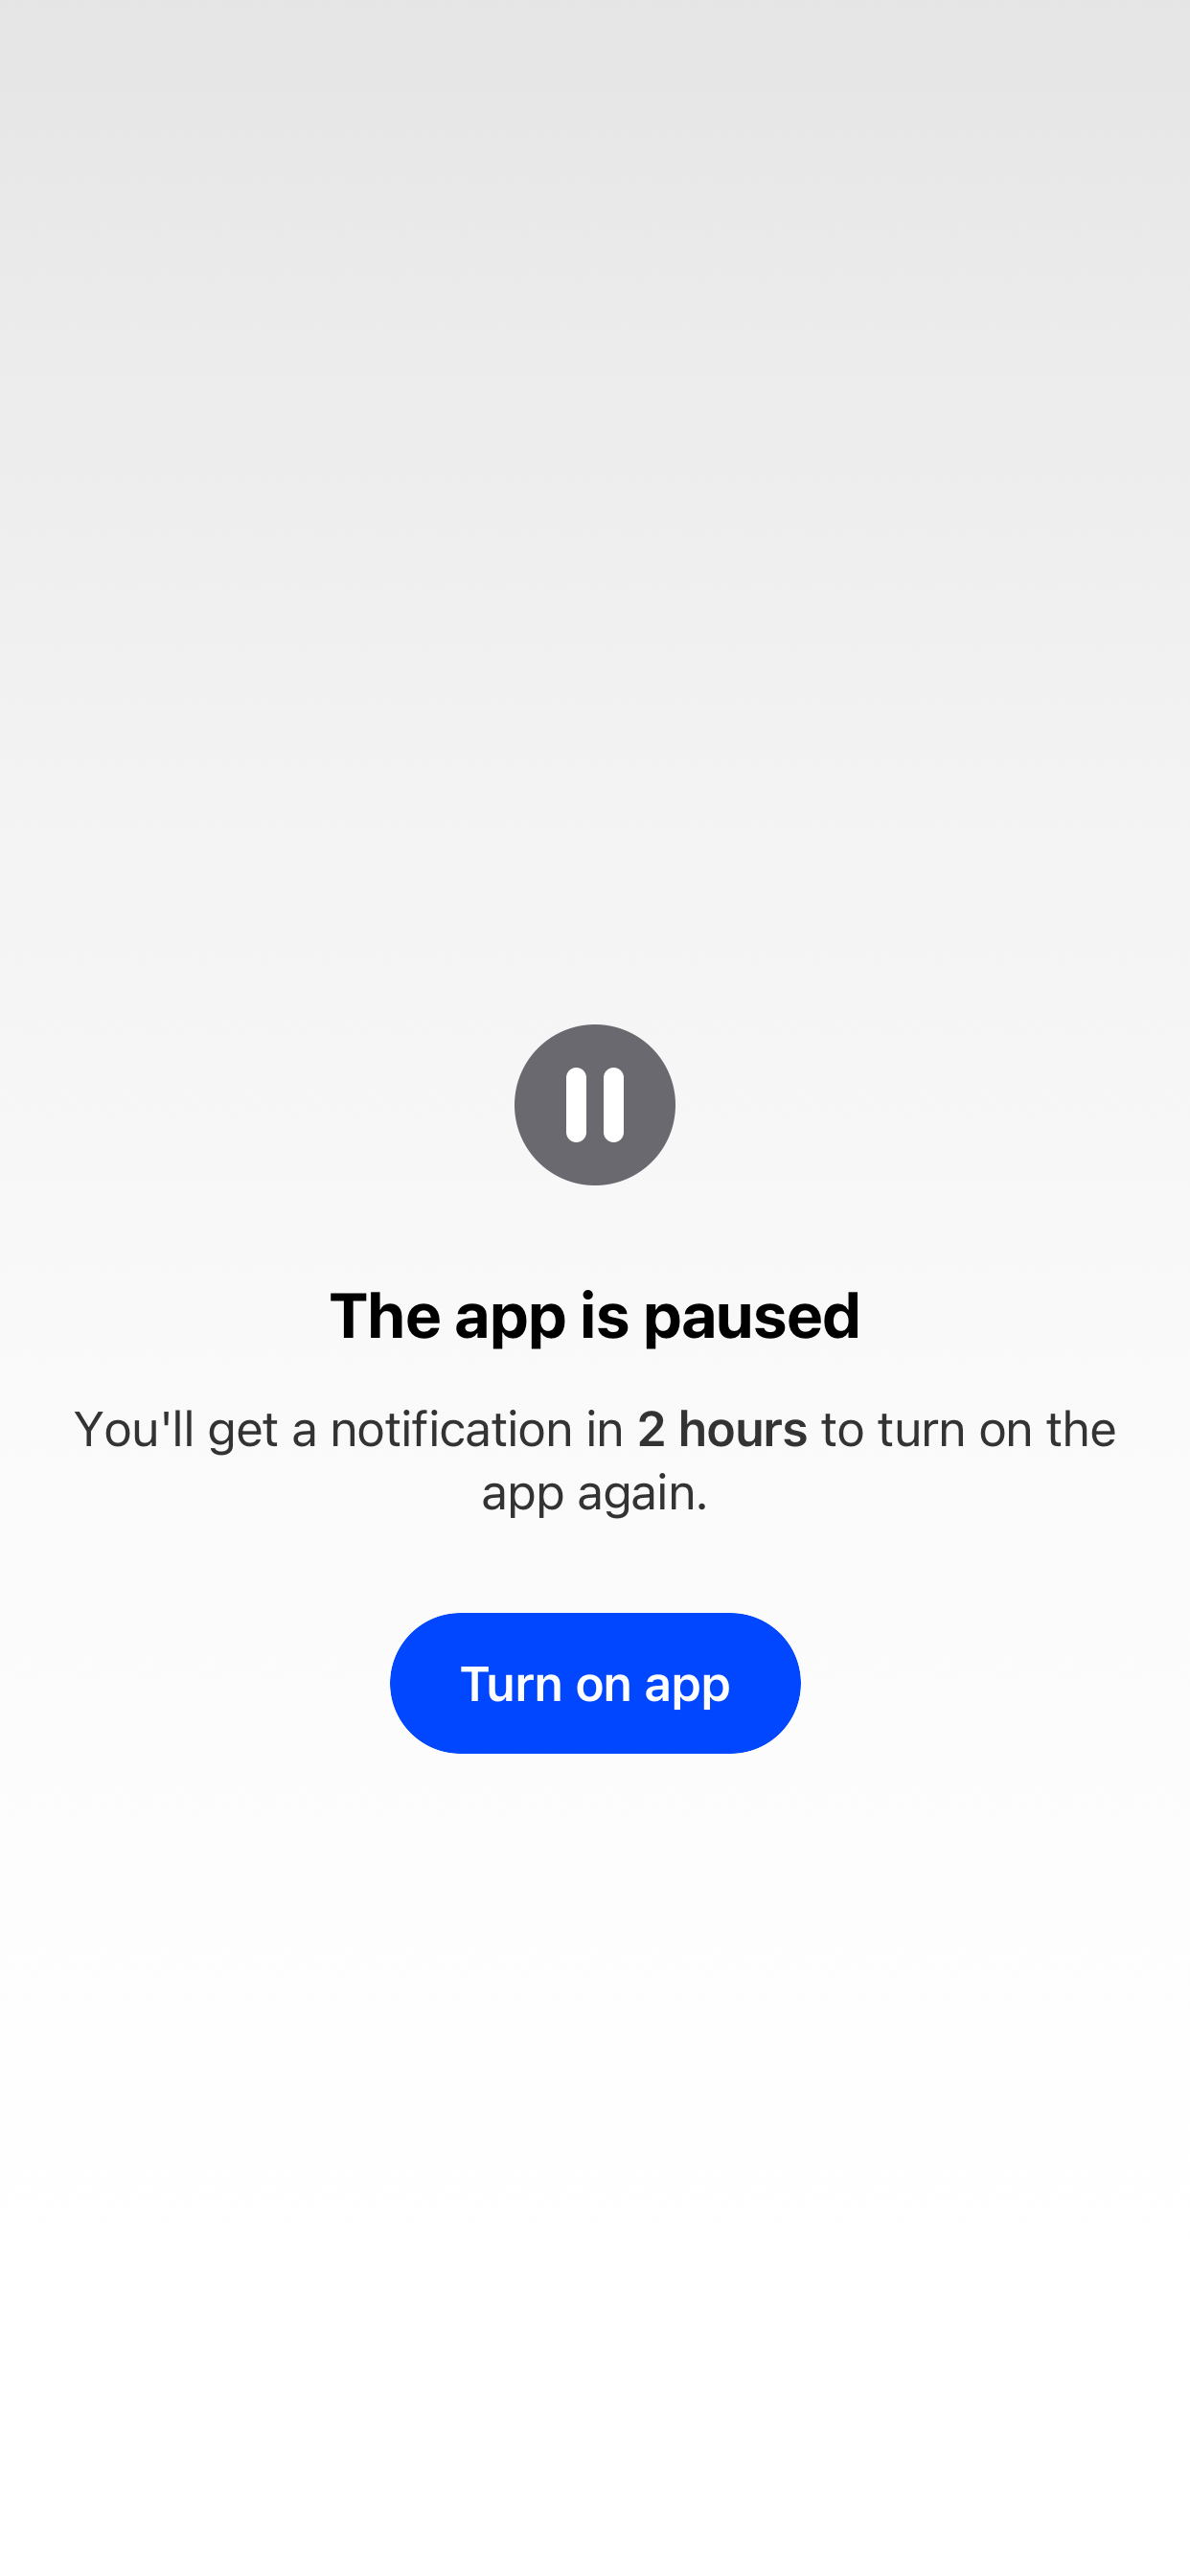 The app is paused
You'll get a notification in 2 hours to turn on the
app again.
Turn on app